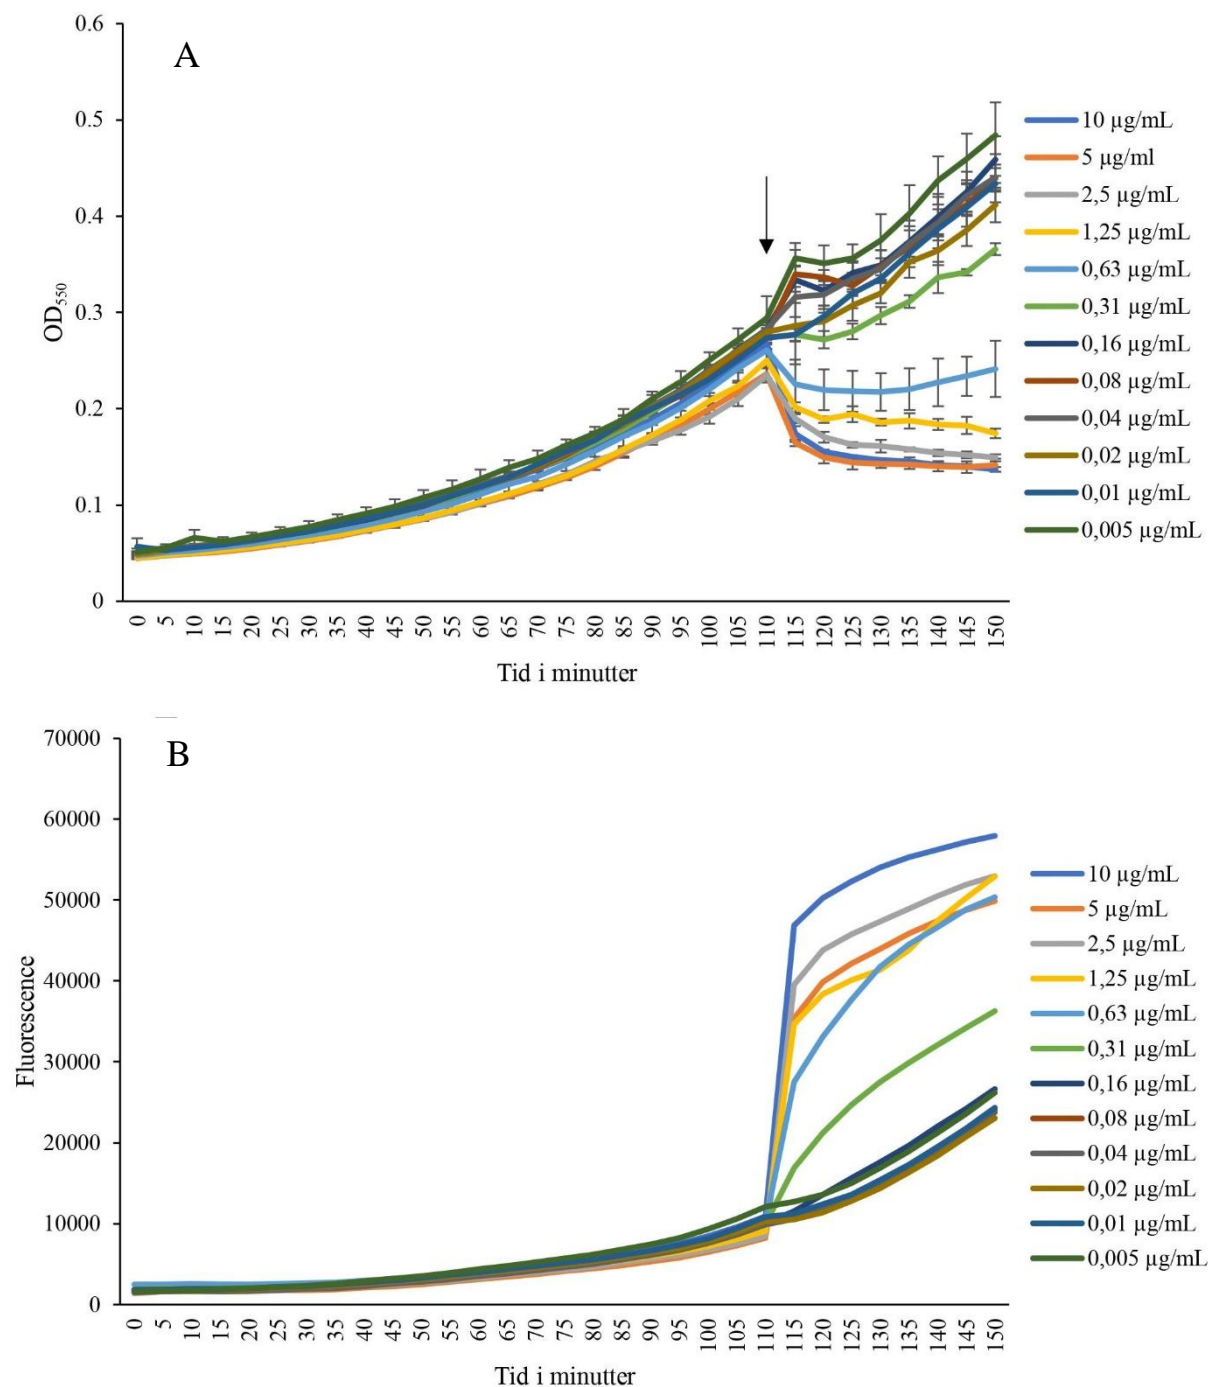 A
0.6
0.5
0.4
0.3
0.2
0.1
0
OD550
0 5 10 15 20 25 30 35 40 45 50 55 60 65 70 75 80 85 90 95 100 105 110 115 120 125 130 135 140 145 150
Tid i minutter
10 µg/mL
5 µg/ml
2,5 µg/mL
1,25 µg/mL
0,63 µg/mL
0,31 µg/mL
0,16 µg/mL
0,08 µg/mL
0,04 µg/mL
0,02 µg/mL
0,01 µg/mL
0,005 µg/mL
B
70000
60000
50000
40000
30000
20000
10000
0
Fluorescence
0 5 10 15 20 25 30 35 40 45 50 55 60 65 70 75 80 85 90 95 100 105 110 115 120 125 130 135 140 145 150
Tid i minutter
10 µg/mL
5 µg/mL
2,5 µg/mL
1,25 µg/mL
0,63 µg/mL
0,31 µg/mL
0,16 µg/mL
0,08 µg/mL
0,04 µg/mL
0,02 µg/mL
0,01 µg/mL
0,005 µg/mL